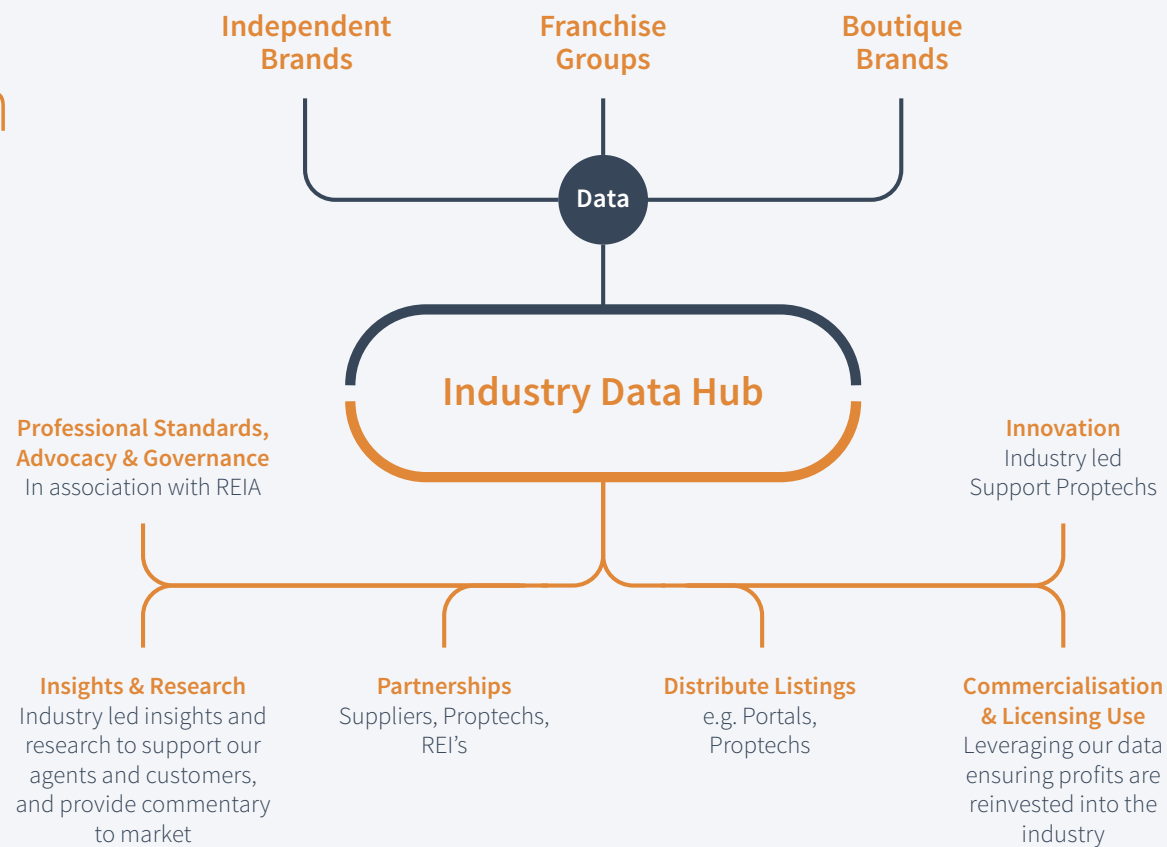 Independent
Brands
Franchise
Groups
Boutique
Brands
Data
Industry Data Hub
Professional Standards,
Advocacy & Governance
In association with REIA
Innovation
Industry led
Support Proptechs
Insights & Research
Industry led insights and
research to support our
agents and customers,
and provide commentary
to market
Partnerships
Suppliers, Proptechs,
REI's
Distribute Listings
e.g. Portals,
Proptechs
Commercialisation
& Licensing Use
Leveraging our data
ensuring profits are
reinvested into the
industry